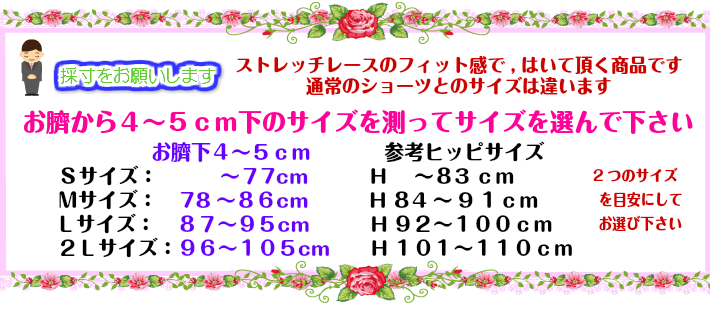 採寸をお願いします
ストレッチレースのフィット感で，はいて頂く商品です
通常のショーツとのサイズは違います
お臍から４～５ｃｍ下のサイズを測ってサイズを選んで下さい
お臍下４～５ｃｍ　参考ヒッピサイズ
Ｓサイズ：　～77cm　Ｈ　～８３ｃｍ　２つのサイズ
Ｍサイズ：　７８～８６cm　Ｈ８４～９１ｃｍ　を目安にして
Ｌサイズ：　８７～９５cm　Ｈ９２～１００ｃｍ　お選び下さい
２Ｌサイズ：９６～１０５cm　Ｈ１０１～１１０ｃｍ